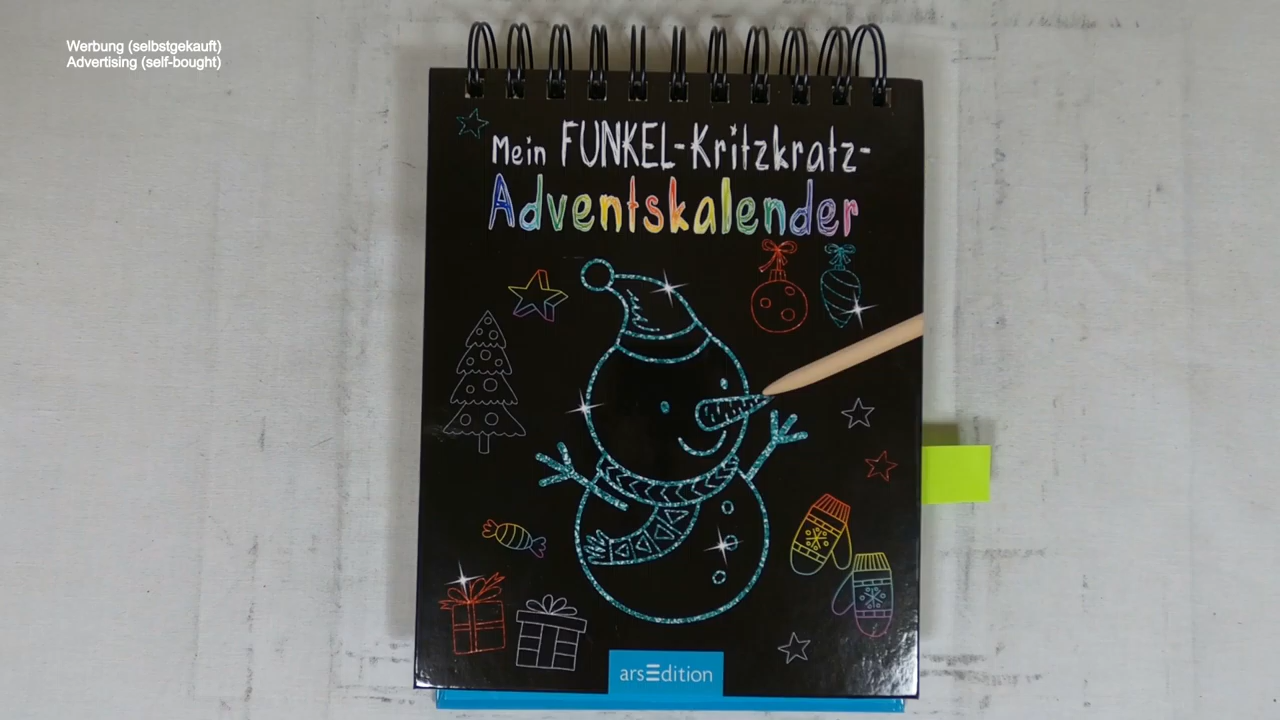 Werbung (selbstgekauft)
Advertising (self-bought)
Mein FUNKEL-Kritzkratz-
Adventskalender
arsEdition